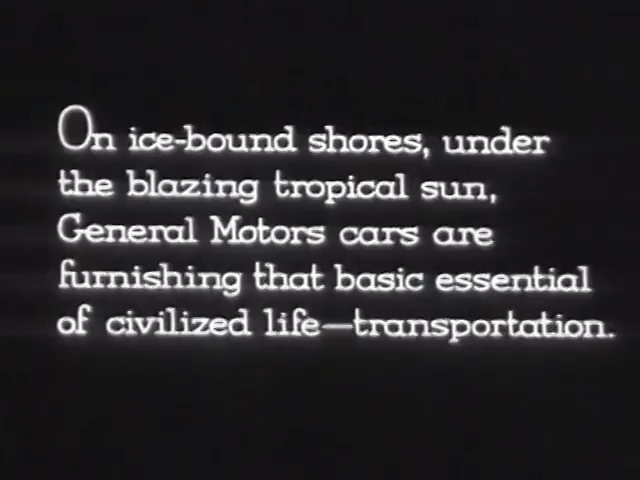 On ice-bound shores, under
the blazing tropical sun,
General Motors cars are
furnishing that basic essential
of civilized life—transportation.